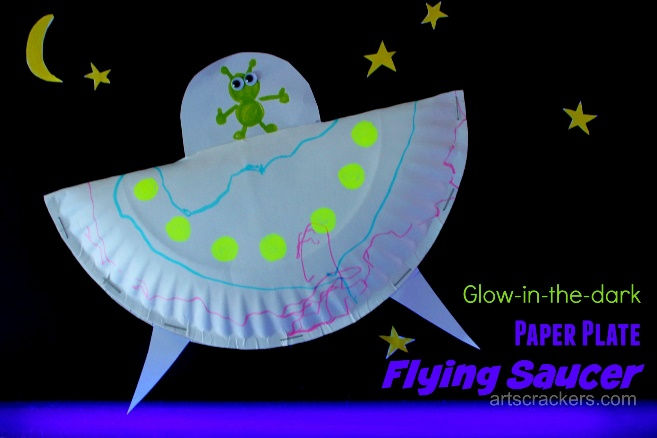 Glow-in-the-dark
PAPER PLATE
Flying Saucer
artscrackers.com